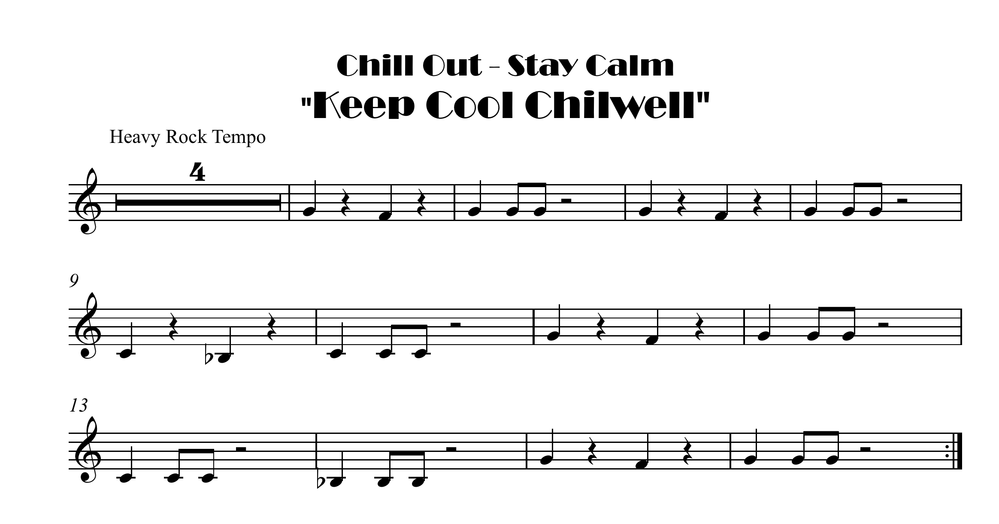 Chill Out - Stay Calm
"Keep Cool Chilwell"
Heavy Rock Tempo
4
9
13